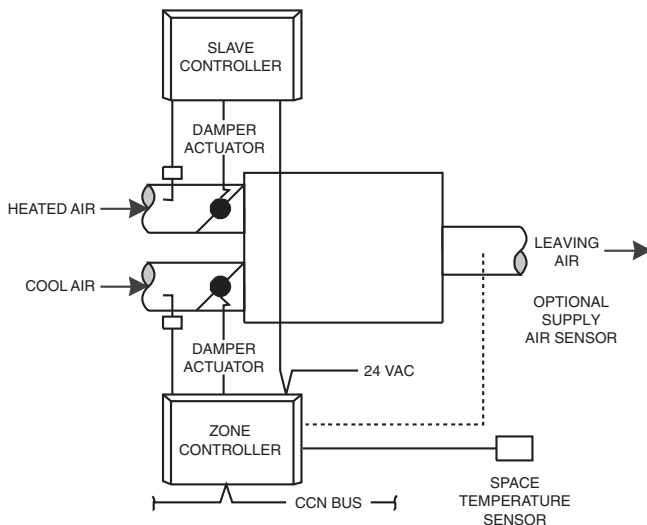 SLAVE
CONTROLLER
DAMPER
ACTUATOR
HEATED AIR
LEAVING
AIR
COOL AIR
OPTIONAL
SUPPLY
AIR SENSOR
DAMPER
ACTUATOR
24 VAC
ZONE
CONTROLLER
SPACE
TEMPERATURE
SENSOR
CCN BUS